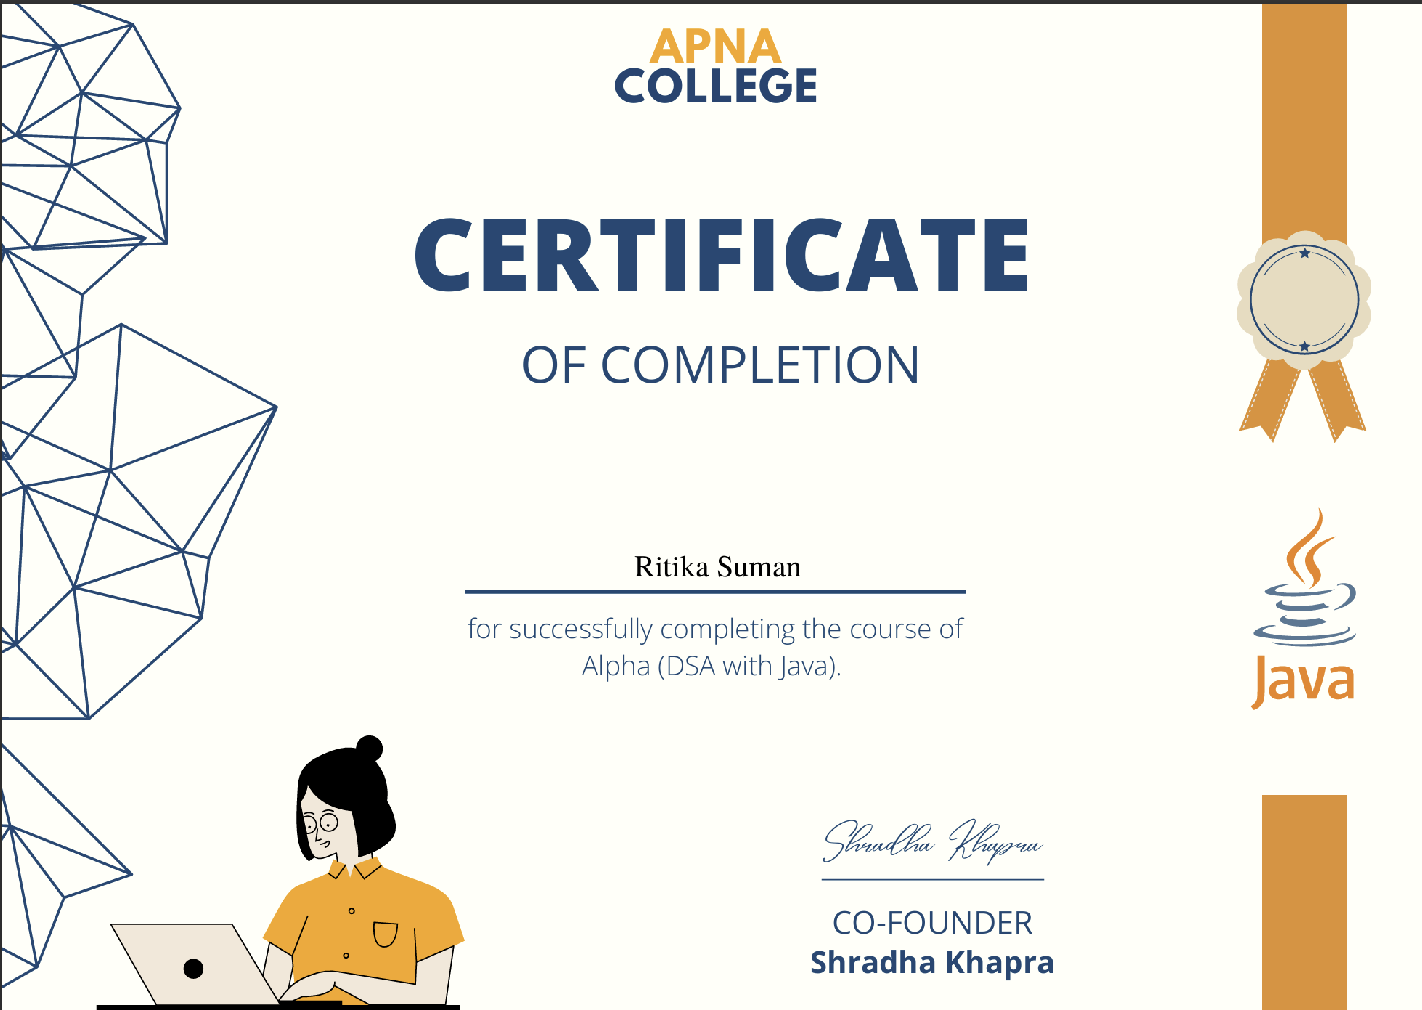 APNA
COLLEGE
CERTIFICATE
OF COMPLETION
Ritika Suman
for successfully completing the course of
Alpha (DSA with Java).
Java
Shradha Khapra
CO-FOUNDER
Shradha Khapra